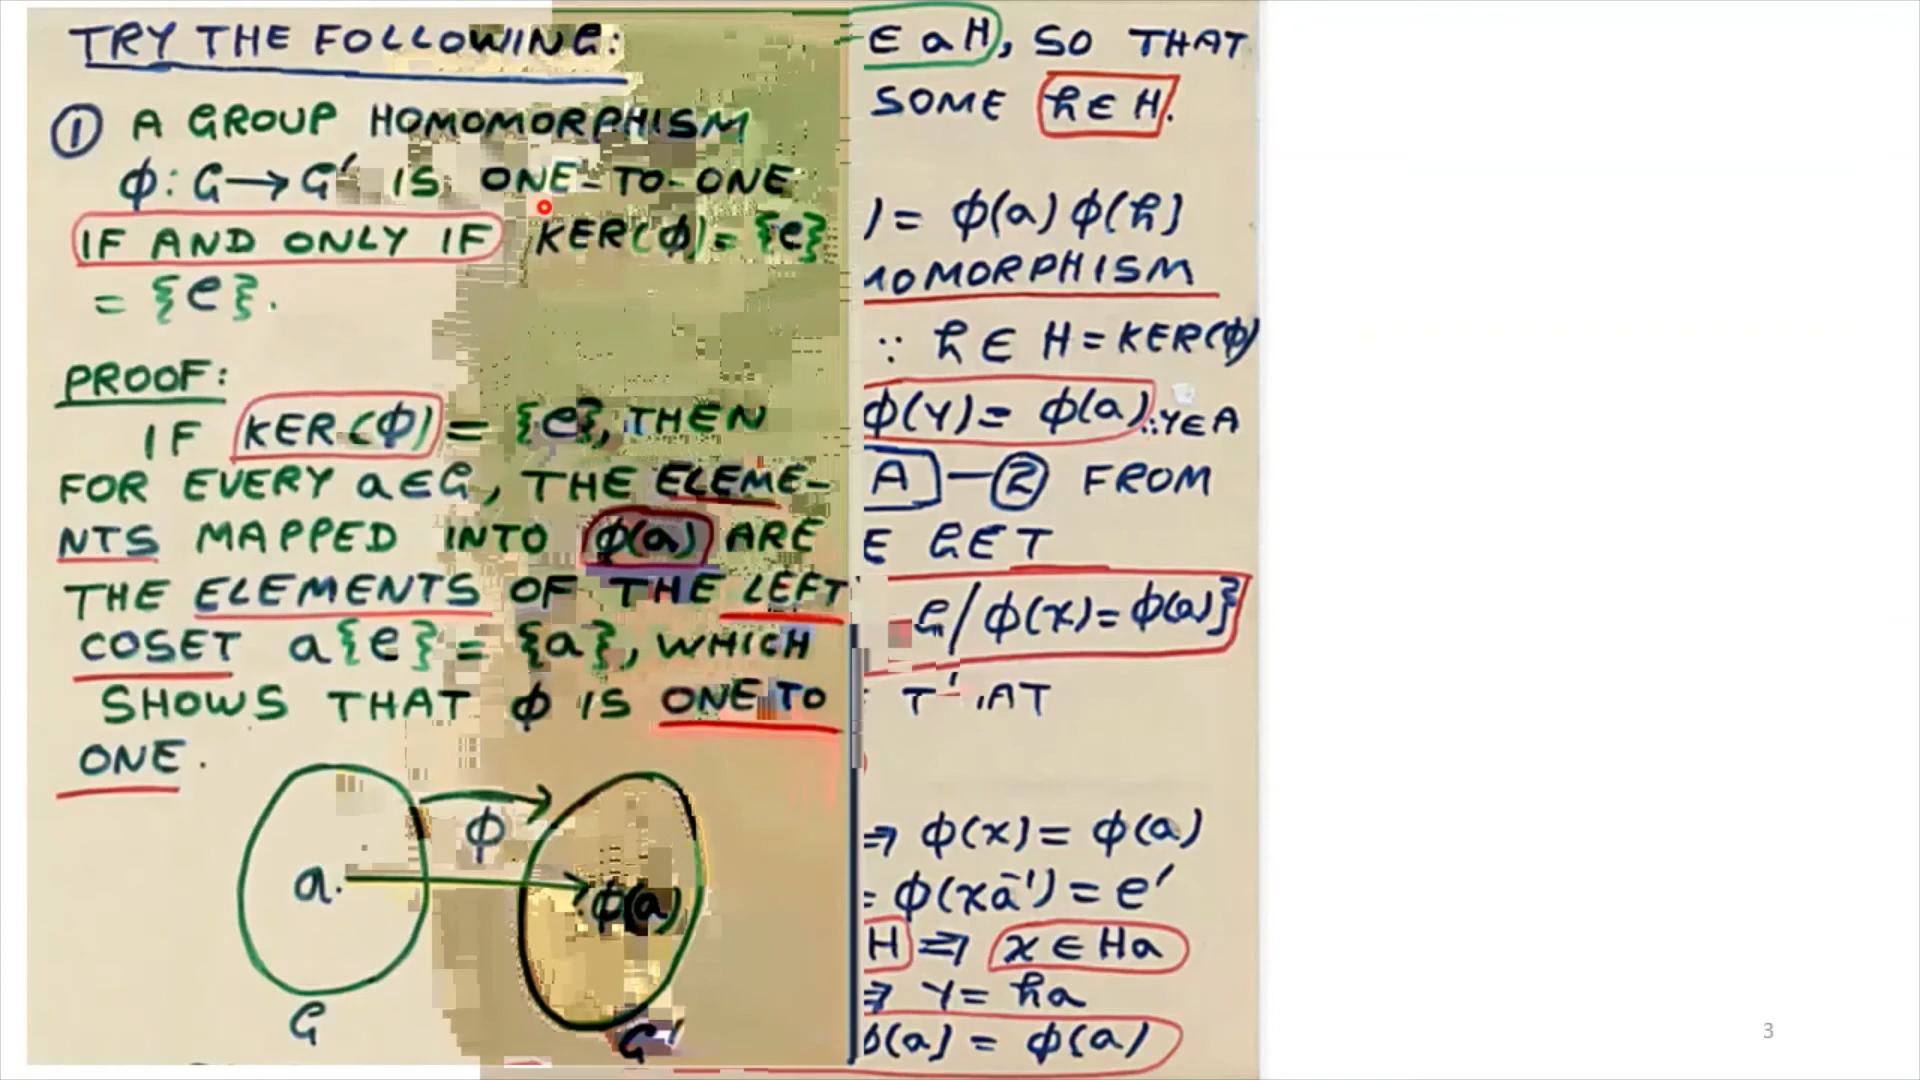 TRY THE FOLLOWING:
① A GROUP HOMOMORPHISM
ϕ: G→G' IS ONE-TO-ONE
IF AND ONLY IF KER(ϕ)= {e}
= {e}.
PROOF:
IF KER(ϕ) = {e}, THEN
FOR EVERY a∈G, THE ELEME-
NTS MAPPED INTO ϕ(a) ARE
THE ELEMENTS OF THE LEFT
COSET a{e} = {a}, WHICH
SHOWS THAT ϕ IS ONE TO
ONE.
ϕ
a.
ϕ(a)
G
G'
∈ aH, SO THAT
SOME h∈H.
)= ϕ(a)ϕ(h)
MOMORPHISM
∵ h∈H=KER(ϕ)
ϕ(Y)= ϕ(a) ∴Y∈A
A —② FROM
E GET
G/ϕ(x)=ϕ(a)}
⇒ ϕ(x)= ϕ(a)
= ϕ(xa⁻¹)= e'
H ⇒ x∈Ha
⇒ Y= ha
ϕ(a) = ϕ(a)
3